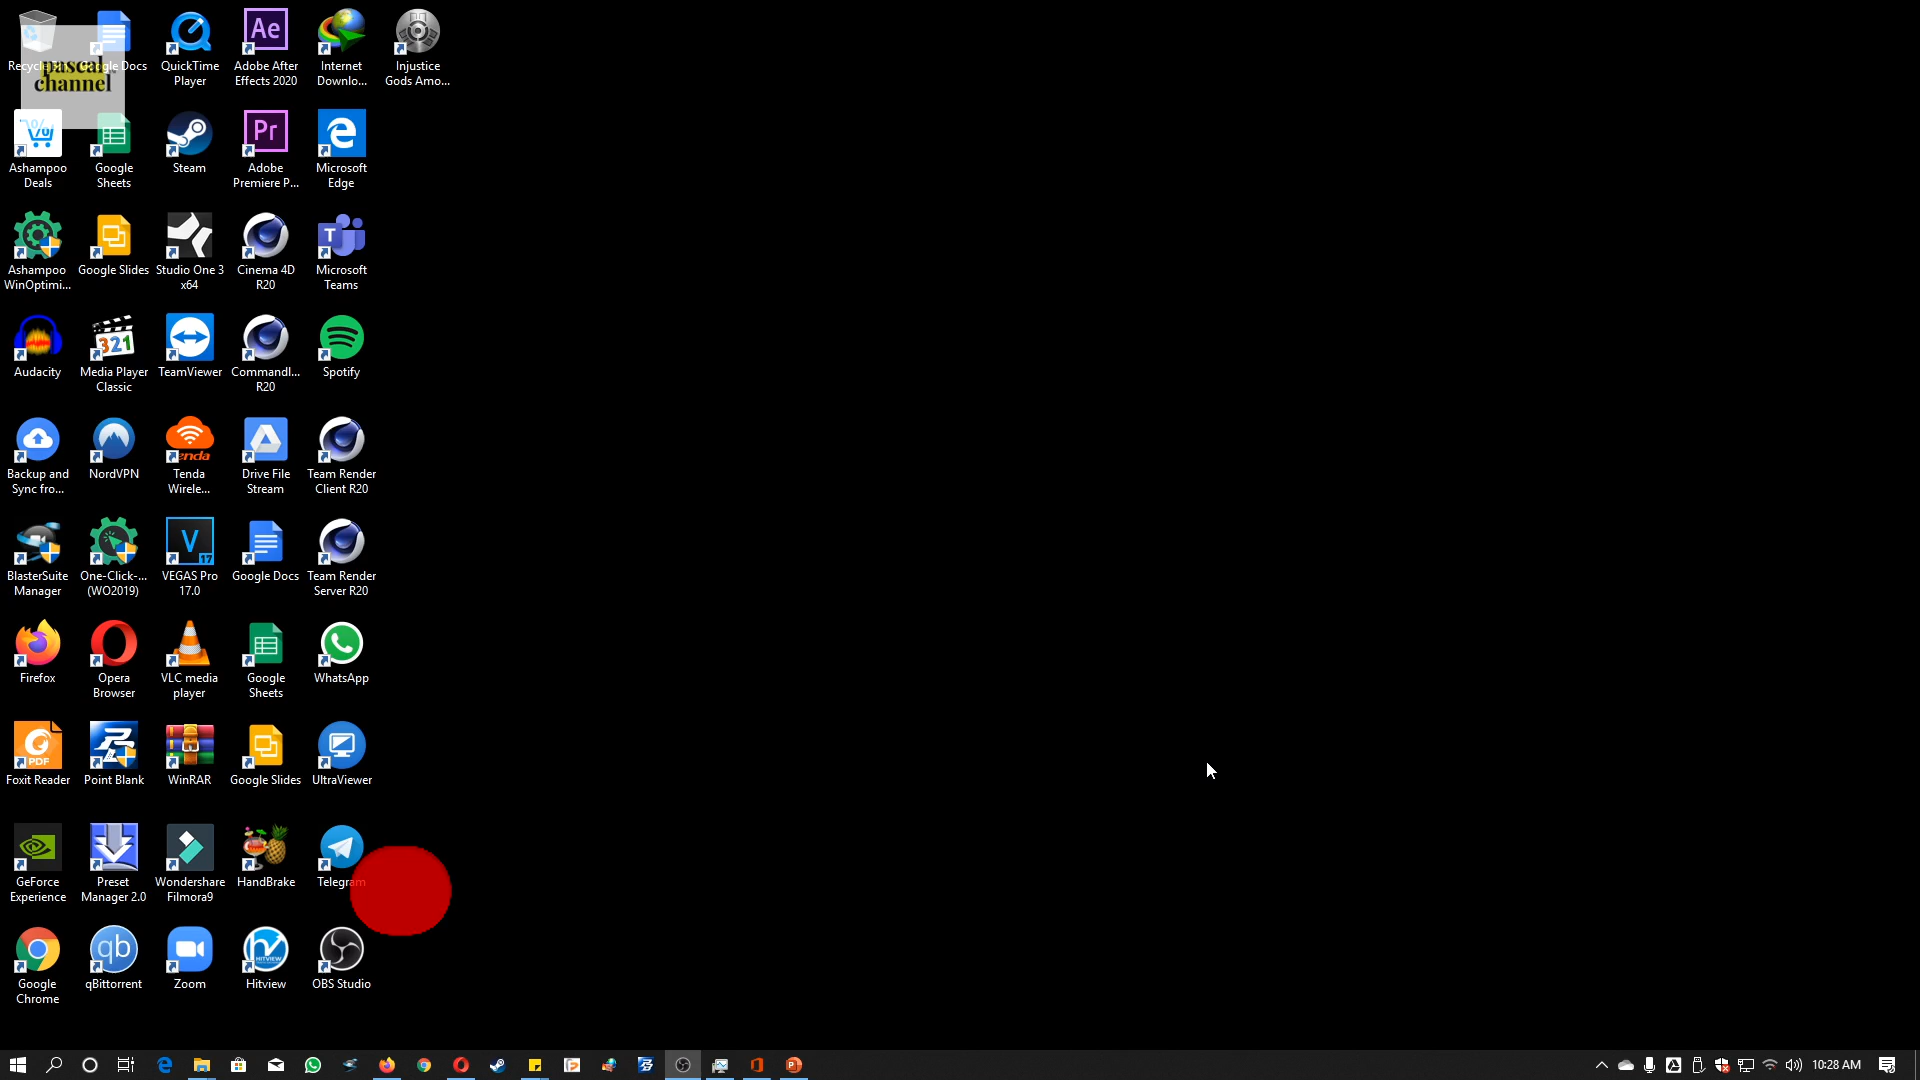 Recycle Bin
Google Docs
QuickTime
Player
Adobe After
Effects 2020
Internet
Downlo...
Injustice
Gods Amo...
pascal
channel
Ashampoo
Deals
Google
Sheets
Steam
Adobe
Premiere P...
Microsoft
Edge
Ashampoo
WinOptimi...
Google Slides
Studio One 3
x64
Cinema 4D
R20
Microsoft
Teams
Audacity
Media Player
Classic
TeamViewer
Commandl...
R20
Spotify
Backup and
Sync fro...
NordVPN
Tenda
Wirele...
Drive File
Stream
Team Render
Client R20
BlasterSuite
Manager
One-Click-...
(WO2019)
VEGAS Pro
17.0
Google Docs
Team Render
Server R20
Firefox
Opera
Browser
VLC media
player
Google
Sheets
WhatsApp
Foxit Reader
Point Blank
WinRAR
Google Slides
UltraViewer
GeForce
Experience
Preset
Manager 2.0
Wondershare
Filmora9
HandBrake
Telegram
Google
Chrome
qBittorrent
Zoom
Hitview
OBS Studio
10:28 AM